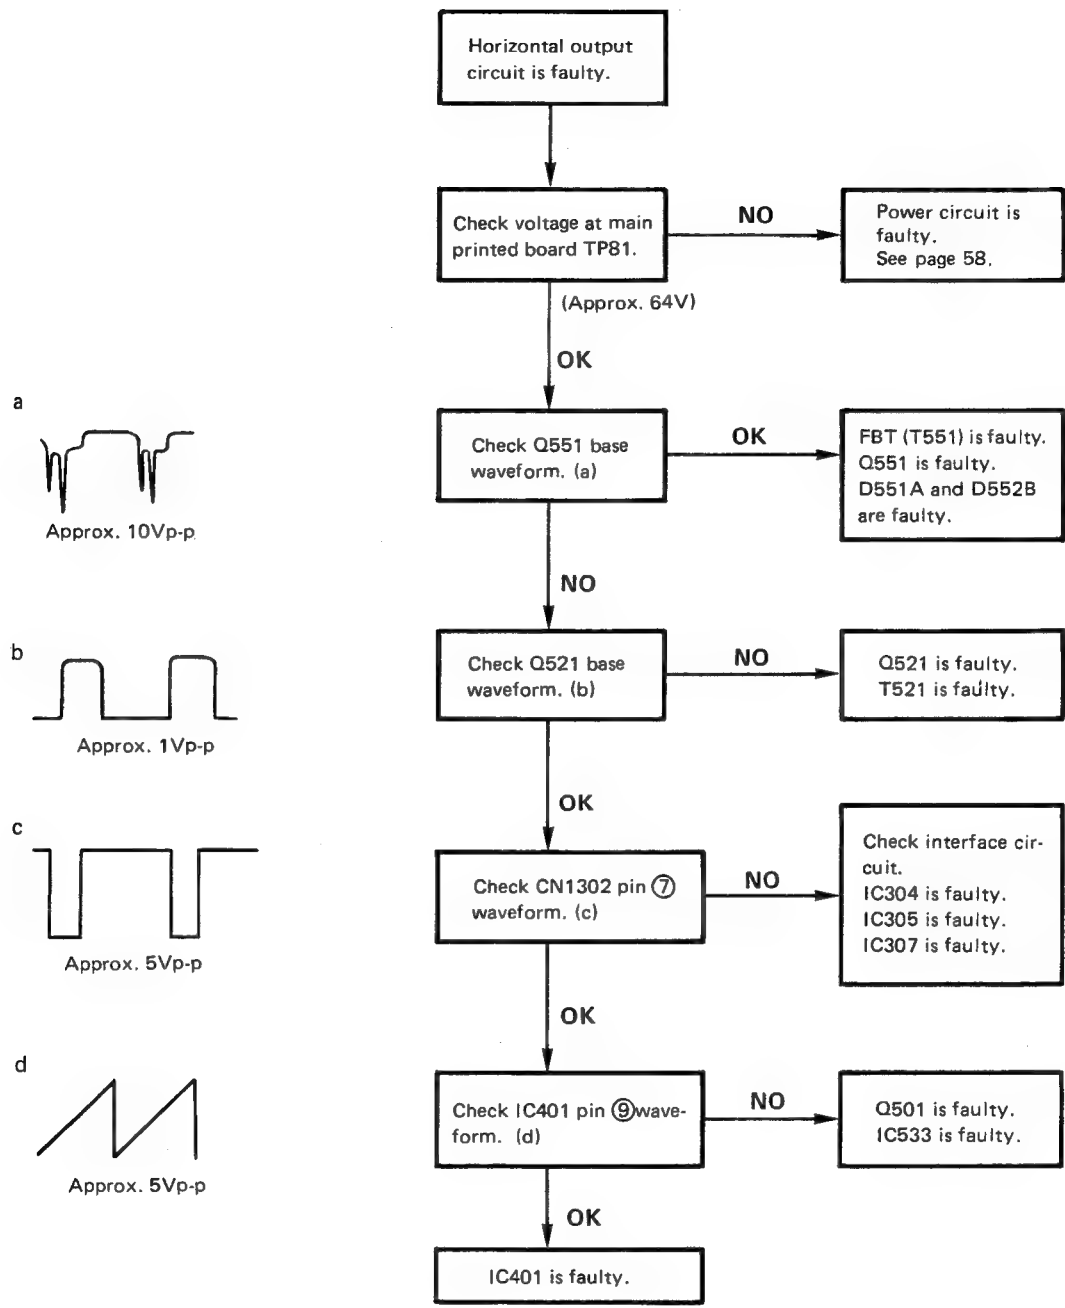 Horizontal output
circuit is faulty.
Check voltage at main
printed board TP81.
NO
Power circuit is
faulty.
See page 58.
(Approx. 64V)
OK
a
Approx. 10Vp-p
Check Q551 base
waveform. (a)
OK
FBT (T551) is faulty.
Q551 is faulty.
D551A and D552B
are faulty.
NO
b
Approx. 1Vp-p
Check Q521 base
waveform. (b)
NO
Q521 is faulty.
T521 is faulty.
OK
c
Approx. 5Vp-p
Check CN1302 pin ⑦
waveform. (c)
NO
Check interface cir-
cuit.
IC304 is faulty.
IC305 is faulty.
IC307 is faulty.
OK
d
Approx. 5Vp-p
Check IC401 pin ⑨wave-
form. (d)
NO
Q501 is faulty.
IC533 is faulty.
OK
IC401 is faulty.